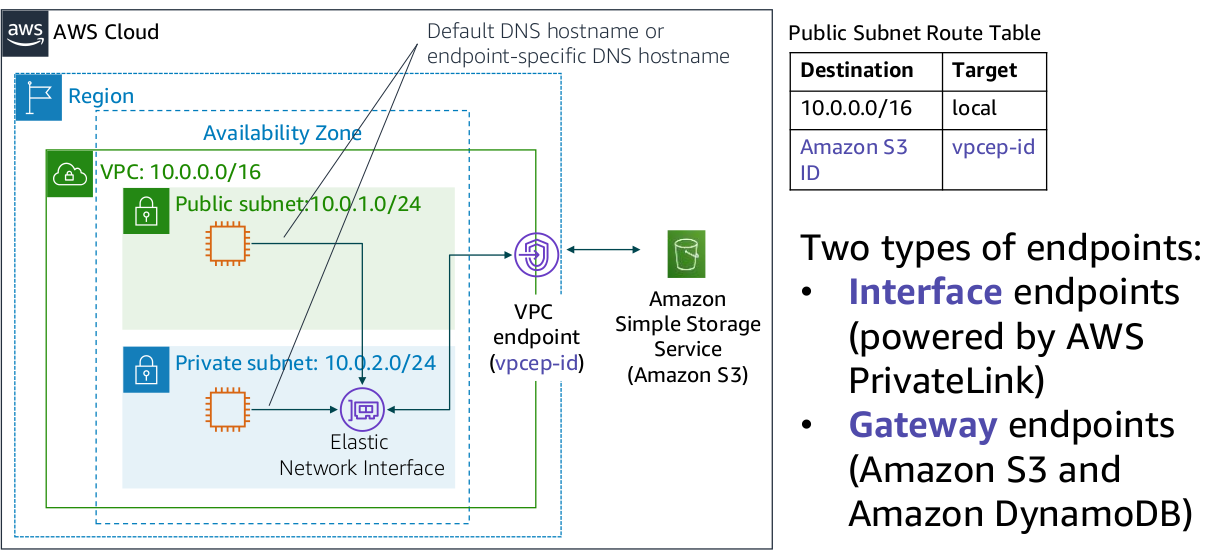 aws
AWS Cloud
Default DNS hostname or
endpoint-specific DNS hostname
Region
Availability Zone
VPC: 10.0.0.0/16
Public subnet:10.0.1.0/24
Private subnet: 10.0.2.0/24
Elastic
Network Interface
VPC
endpoint
(vpcep-id)
Amazon
Simple Storage
Service
(Amazon S3)
Public Subnet Route Table
Destination Target
10.0.0.0/16 local
Amazon S3 vpcep-id
ID
Two types of endpoints:
• Interface endpoints
(powered by AWS
PrivateLink)
• Gateway endpoints
(Amazon S3 and
Amazon DynamoDB)